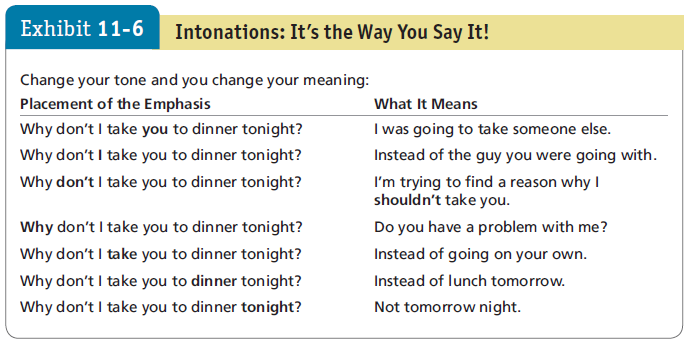 Exhibit 11-6 Intonations: It's the Way You Say It!
Change your tone and you change your meaning:
Placement of the Emphasis What It Means
Why don't I take you to dinner tonight? I was going to take someone else.
Why don't I take you to dinner tonight? Instead of the guy you were going with.
Why don't I take you to dinner tonight? I'm trying to find a reason why I
shouldn't take you.
Why don't I take you to dinner tonight? Do you have a problem with me?
Why don't I take you to dinner tonight? Instead of going on your own.
Why don't I take you to dinner tonight? Instead of lunch tomorrow.
Why don't I take you to dinner tonight? Not tomorrow night.